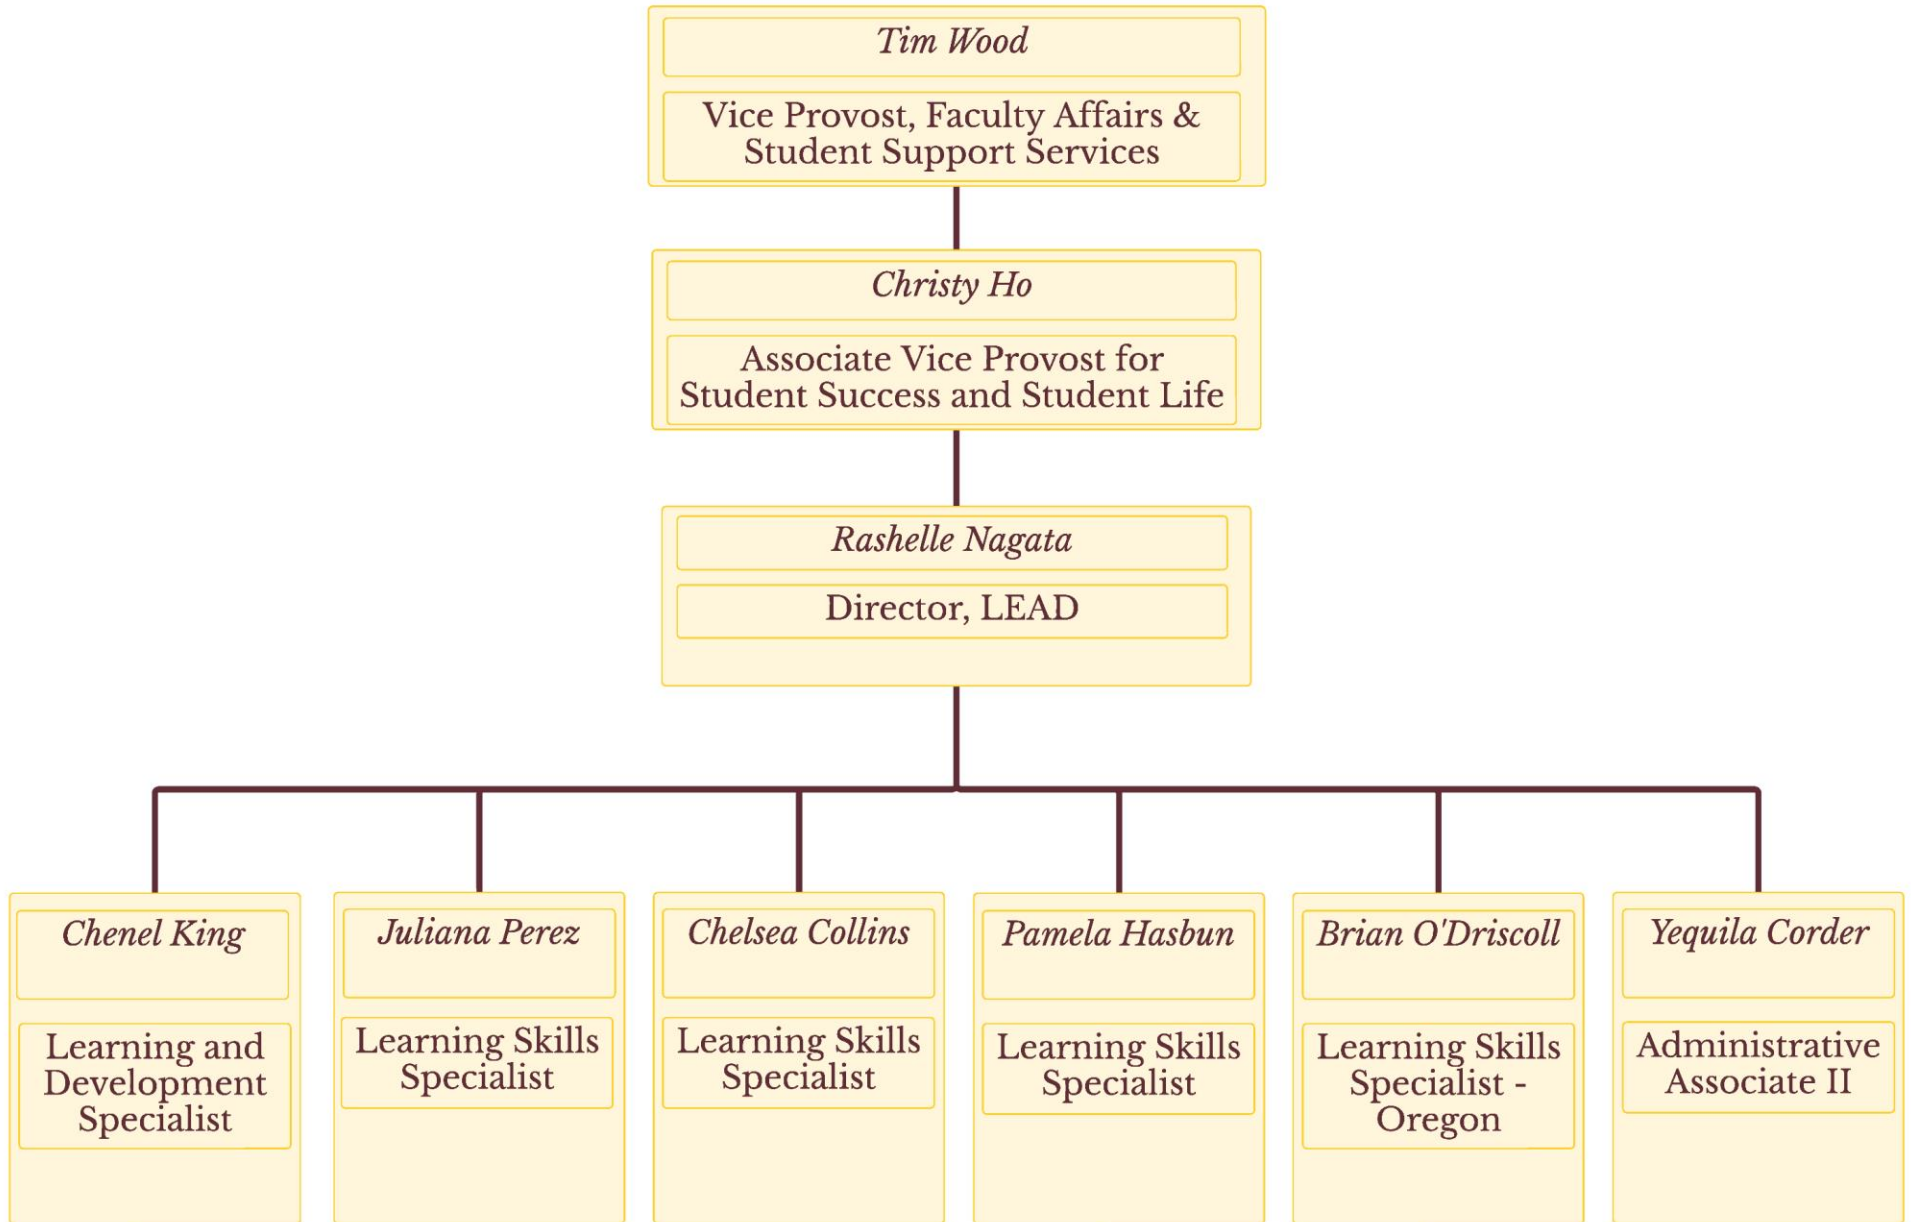 Tim Wood
Vice Provost, Faculty Affairs &
Student Support Services
Christy Ho
Associate Vice Provost for
Student Success and Student Life
Rashelle Nagata
Director, LEAD
Chenel King
Learning and
Development
Specialist
Juliana Perez
Learning Skills
Specialist
Chelsea Collins
Learning Skills
Specialist
Pamela Hasbun
Learning Skills
Specialist
Brian O'Driscoll
Learning Skills
Specialist -
Oregon
Yequila Corder
Administrative
Associate II